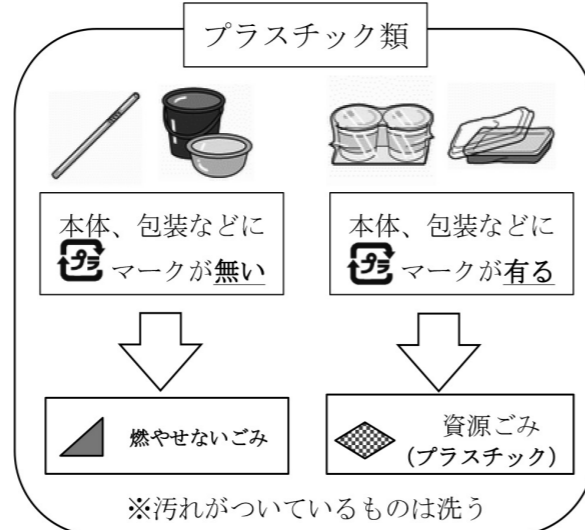 プラスチック類
本体、包装などに
プラ マークが無い
本体、包装などに
プラ マークが有る
燃やせないごみ
資源ごみ
(プラスチック)
※汚れがついているものは洗う